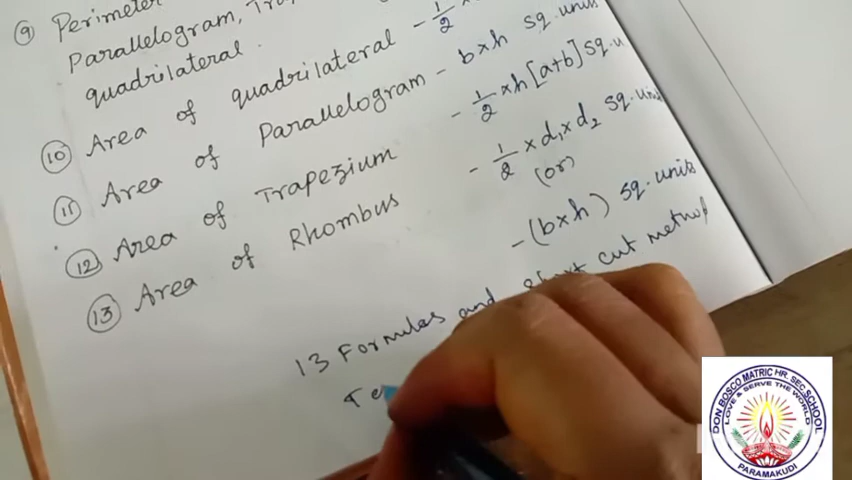 9 Perimeter
Parallelogram,
quadrilateral.
10 Area of quadrilateral - 1/2
11 Area of Parallelogram - b×h sq.units
12 Area of Trapezium - 1/2 ×h[a+b] sq.u
13 Area of Rhombus - 1/2 × d1 × d2 sq.units
(or)
- (b×h) sq.units
13 Formulas and cut method
Te
DON BOSCO MATRIC HR. SEC. SCHOOL
LOVE & SERVE THE WORLD
PARAMAKUDI